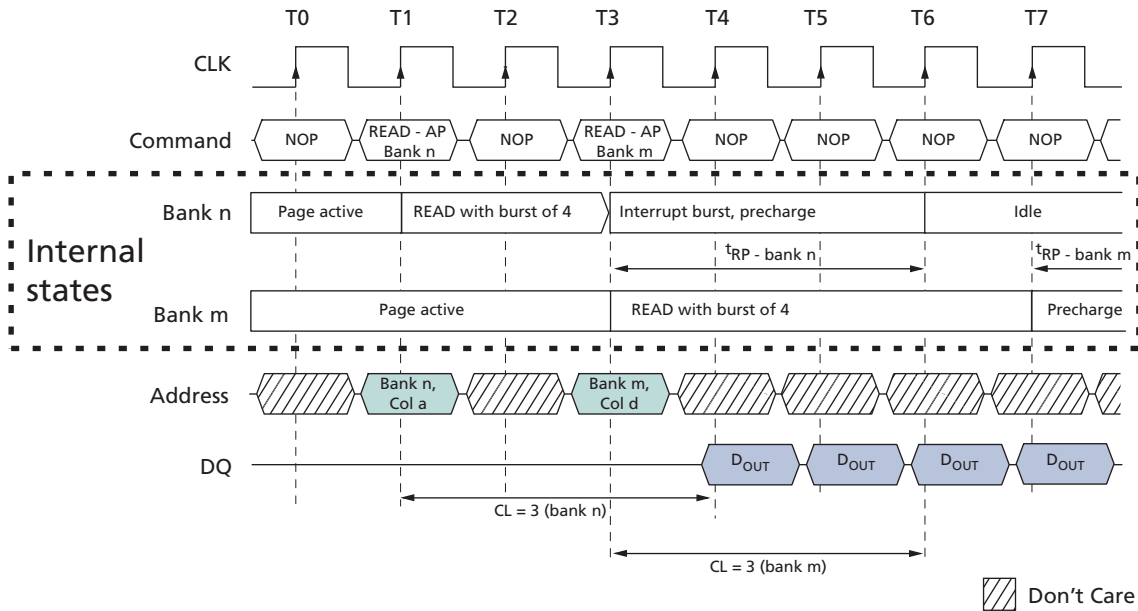 T0 T1 T2 T3 T4 T5 T6 T7
CLK
Command NOP READ - AP Bank n NOP READ - AP Bank m NOP NOP NOP NOP
Bank n Page active READ with burst of 4 Interrupt burst, precharge Idle
Internal states
tRP - bank n tRP - bank m
Bank m Page active READ with burst of 4 Precharge
Address Bank n, Col a Bank m, Col d
DQ DOUT DOUT DOUT DOUT
CL = 3 (bank n)
CL = 3 (bank m)
Don't Care